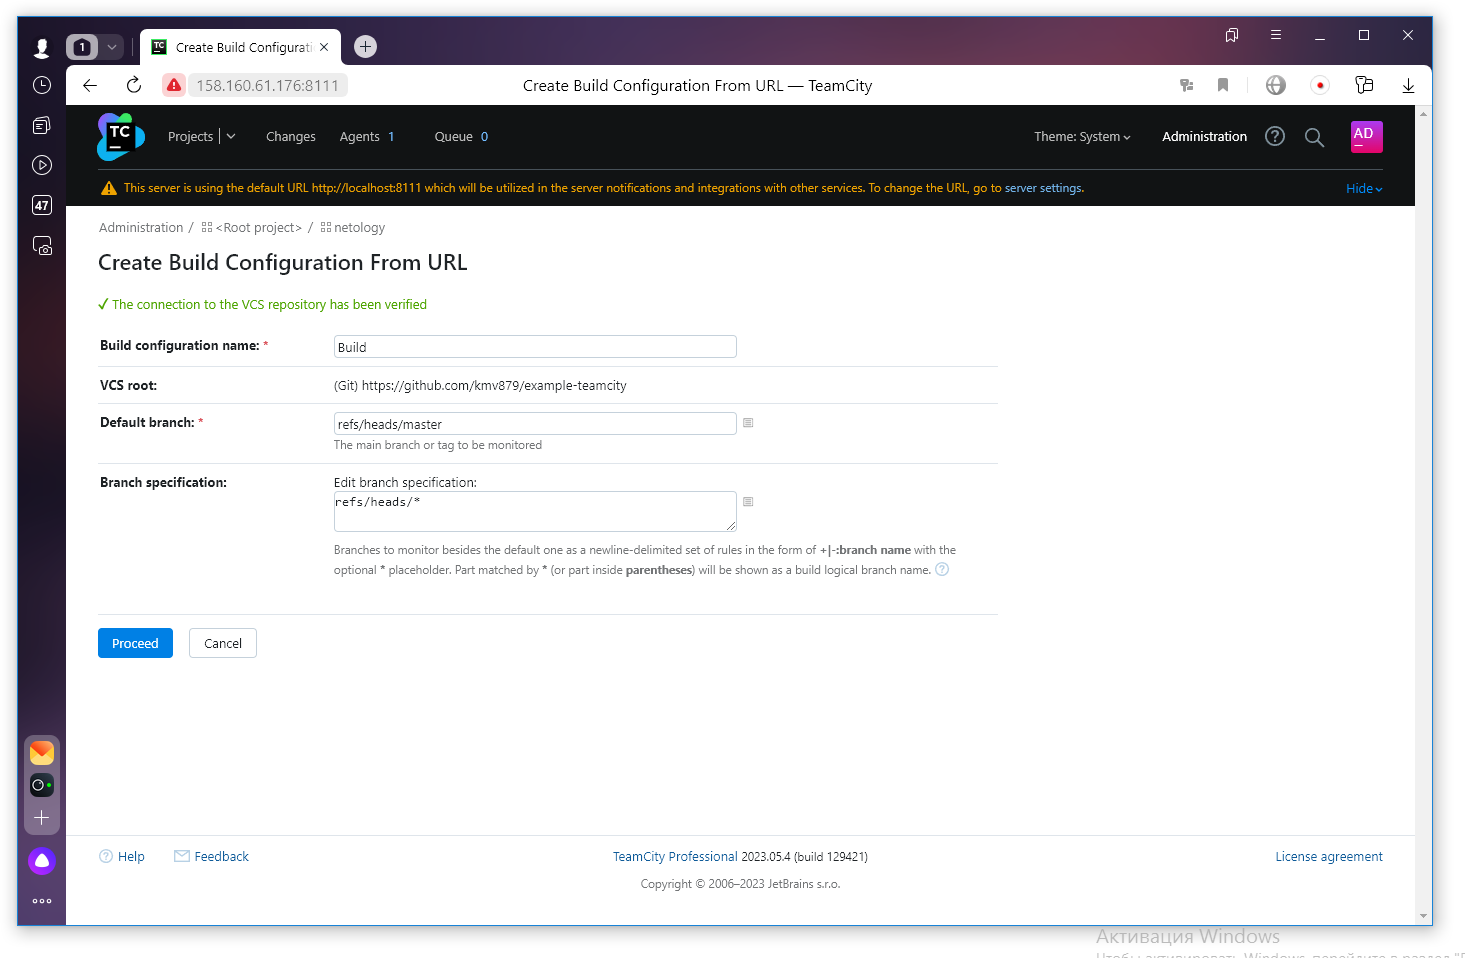 1
TC Create Build Configurati
158.160.61.176:8111
Create Build Configuration From URL — TeamCity
47
TC
Projects
Changes
Agents 1
Queue 0
Theme: System
Administration
AD
This server is using the default URL http://localhost:8111 which will be utilized in the server notifications and integrations with other services. To change the URL, go to server settings.
Hide
Administration / <Root project> / netology
Create Build Configuration From URL
The connection to the VCS repository has been verified
Build configuration name: *
Build
VCS root:
(Git) https://github.com/kmv879/example-teamcity
Default branch: *
refs/heads/master
The main branch or tag to be monitored
Branch specification:
Edit branch specification:
refs/heads/*
Branches to monitor besides the default one as a newline-delimited set of rules in the form of +|-:branch name with the
optional * placeholder. Part matched by * (or part inside parentheses) will be shown as a build logical branch name. ?
Proceed
Cancel
? Help
Feedback
TeamCity Professional 2023.05.4 (build 129421)
License agreement
Copyright © 2006–2023 JetBrains s.r.o.
Активация Windows
Чтобы активировать Windows, перейдите в раздел "